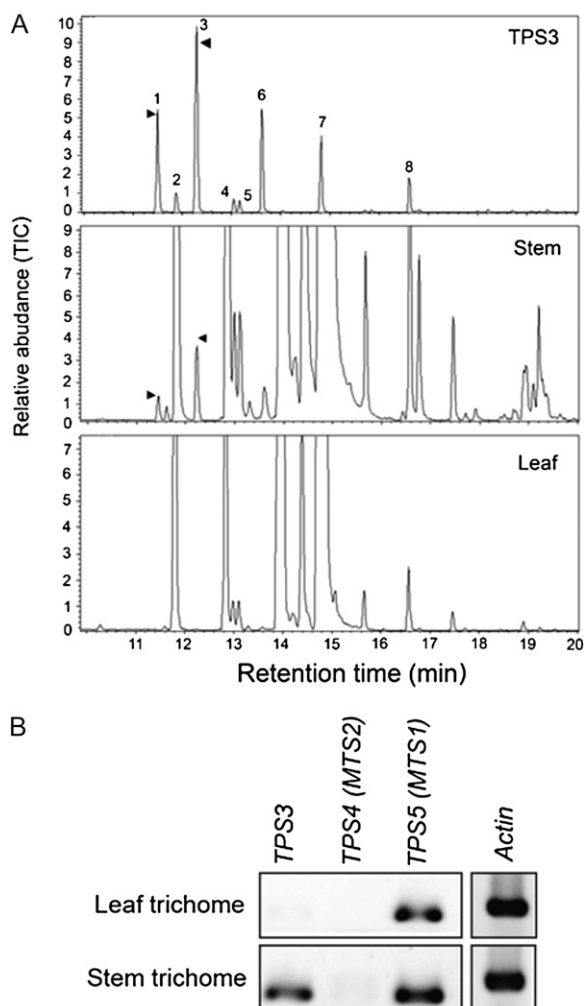 A
TPS3
Relative abudance (TIC)
10
9
8
7
6
5
4
3
2
1
0
1
2
3
4
5
6
7
8
Stem
9
8
7
6
5
4
3
2
1
0
Leaf
7
6
5
4
3
2
1
0
11 12 13 14 15 16 17 18 19 20
Retention time (min)
B
TPS3
TPS4 (MTS2)
TPS5 (MTS1)
Actin
Leaf trichome
Stem trichome